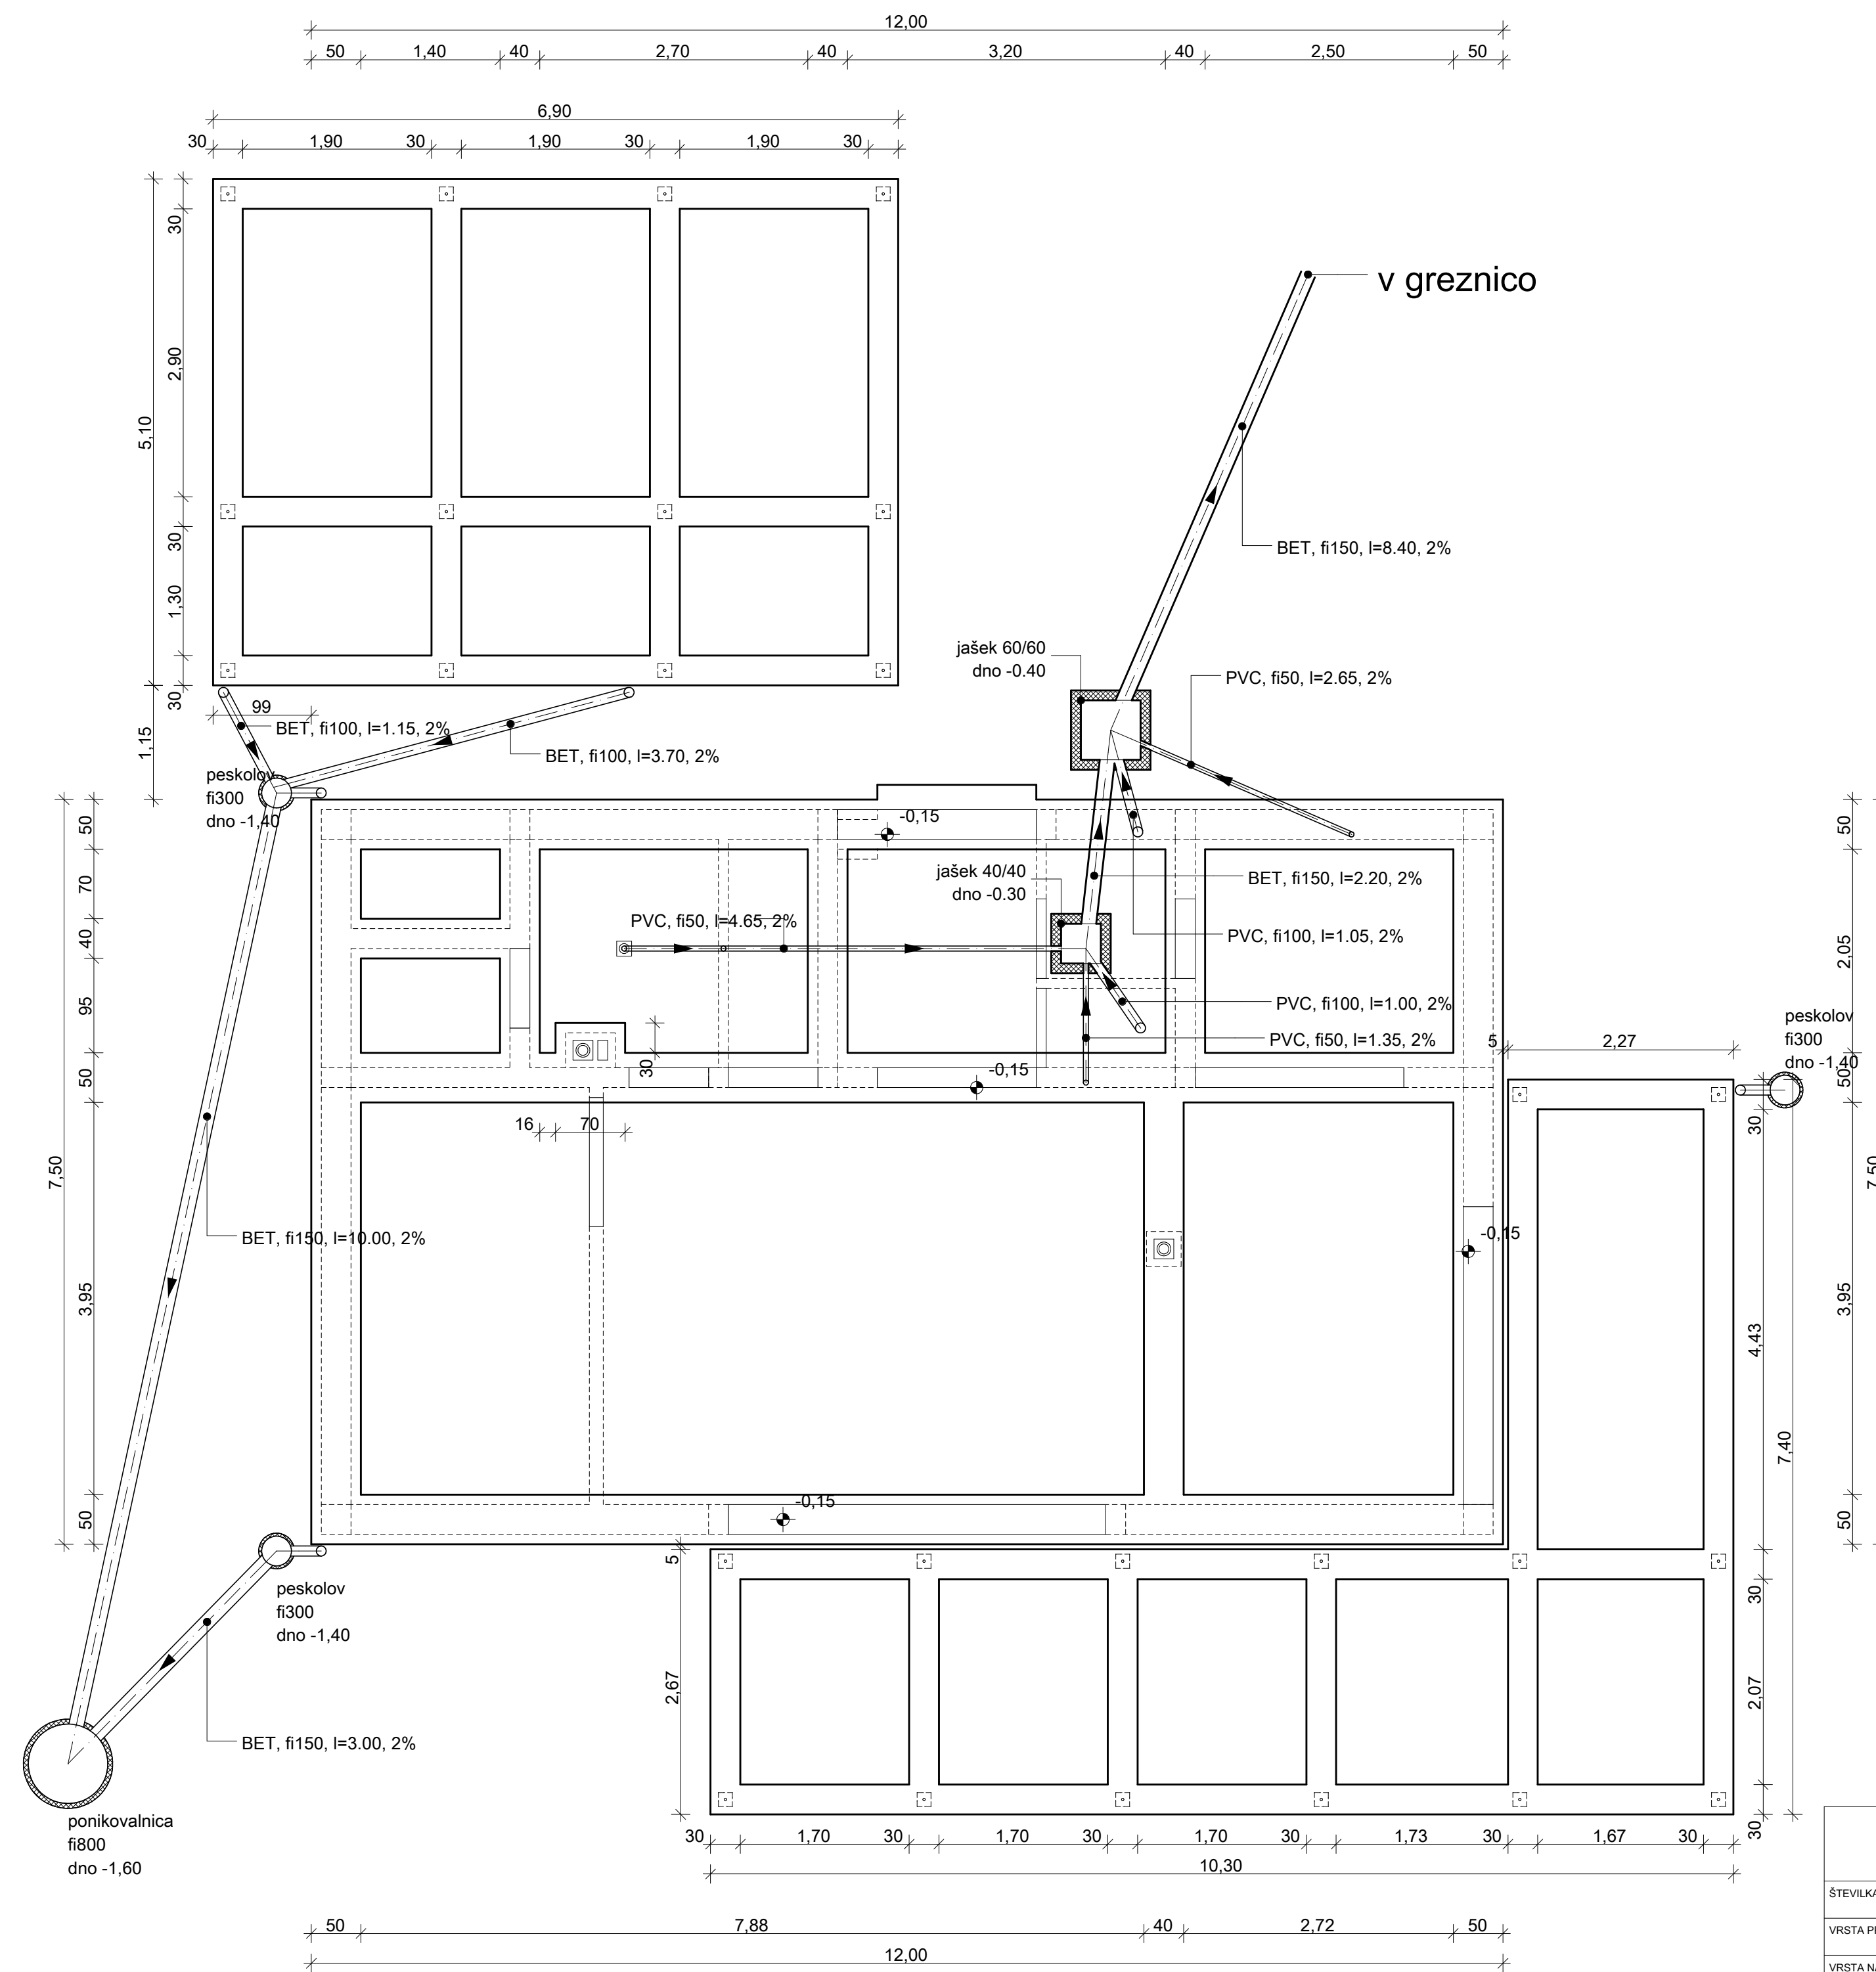 12,00
50 1,40 40 2,70 40 3,20 40 2,50 50
6,90
30 1,90 30 1,90 30 1,90 30
30
2,90
5,10
30
1,30
30
1,15
99
v greznico
BET, fi150, l=8.40, 2%
jašek 60/60
dno -0.40
PVC, fi50, l=2.65, 2%
BET, fi100, l=1.15, 2%
BET, fi100, l=3.70, 2%
peskolov
fi300
dno -1,40
-0,15
jašek 40/40
dno -0.30
BET, fi150, l=2.20, 2%
PVC, fi50, l=4.65, 2%
PVC, fi100, l=1.05, 2%
PVC, fi100, l=1.00, 2%
PVC, fi50, l=1.35, 2%
50
70
40
95
50
7,50
3,95
50
30
16 70
-0,15
5 2,27
peskolov
fi300
dno -1,40
50
2,05
50
3,95
50
7,50
30
4,43
7,40
30
2,07
30
-0,15
-0,15
BET, fi150, l=10.00, 2%
peskolov
fi300
dno -1,40
BET, fi150, l=3.00, 2%
ponikovalnica
fi800
dno -1,60
5
2,67
30 1,70 30 1,70 30 1,70 30 1,73 30 1,67 30
10,30
50 7,88 40 2,72 50
12,00
ŠTEVILKA
VRSTA
VRSTA